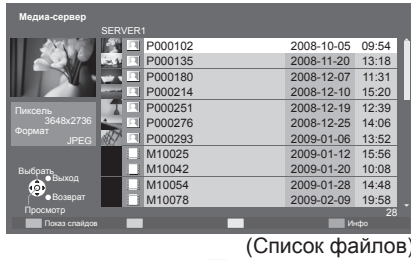 Медиа-сервер
SERVER1
P000102 2008-10-05 09:54
P000135 2008-11-20 13:18
P000180 2008-12-07 11:31
P000214 2008-12-10 15:20
P000251 2008-12-19 12:39
P000276 2008-12-25 14:06
P000293 2009-01-06 13:52
M10025 2009-01-12 15:56
M10042 2009-01-20 10:08
M10054 2009-01-28 14:48
M10078 2009-02-09 19:58
Пиксель
3648x2736
Формат
JPEG
Выбрать
Выход
Возврат
Просмотр
28
Показ слайдов Инфо
(Список файлов)